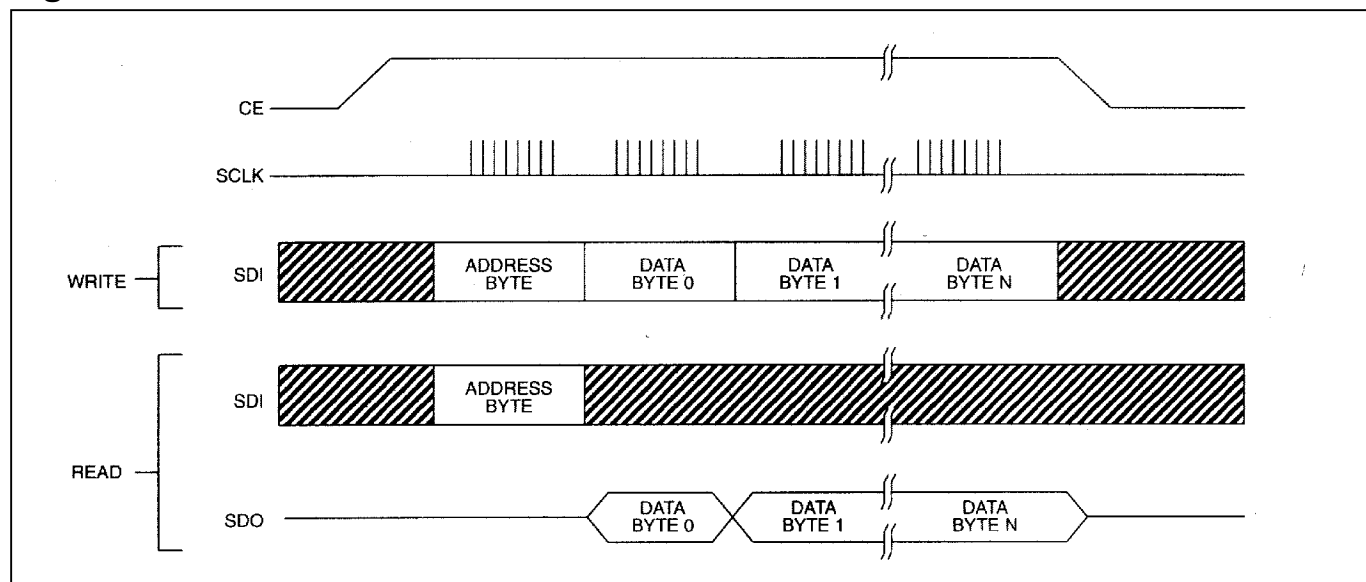 CE
SCLK
WRITE
SDI
ADDRESS
BYTE
DATA
BYTE 0
DATA
BYTE 1
DATA
BYTE N
READ
SDI
ADDRESS
BYTE
SDO
DATA
BYTE 0
DATA
BYTE 1
DATA
BYTE N